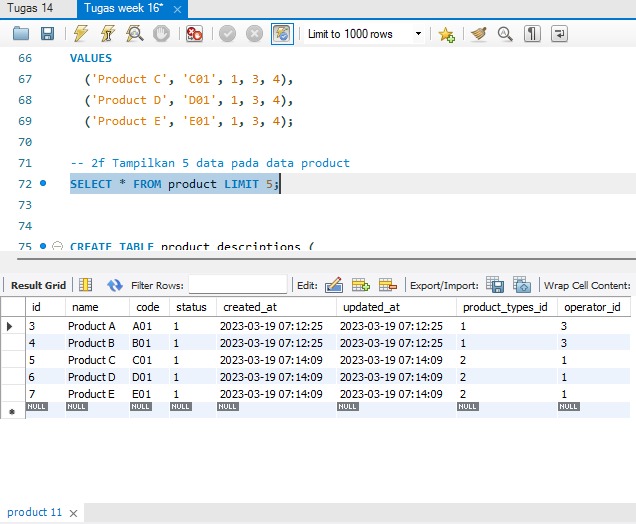 Tugas 14 Tugas week 16*
Limit to 1000 rows
66 VALUES
67 ('Product C', 'C01', 1, 3, 4),
68 ('Product D', 'D01', 1, 3, 4),
69 ('Product E', 'E01', 1, 3, 4);
70
71 -- 2f Tampilkan 5 data pada data product
72 SELECT * FROM product LIMIT 5;
73
74
75 CREATE TABLE product_descriptions (
Result Grid Filter Rows: Edit: Export/Import: Wrap Cell Content:
id name code status created_at updated_at product_types_id operator_id
3 Product A A01 1 2023-03-19 07:12:25 2023-03-19 07:12:25 1 3
4 Product B B01 1 2023-03-19 07:12:25 2023-03-19 07:12:25 1 3
5 Product C C01 1 2023-03-19 07:14:09 2023-03-19 07:14:09 2 1
6 Product D D01 1 2023-03-19 07:14:09 2023-03-19 07:14:09 2 1
7 Product E E01 1 2023-03-19 07:14:09 2023-03-19 07:14:09 2 1
NULL NULL NULL NULL NULL NULL NULL NULL
product 11